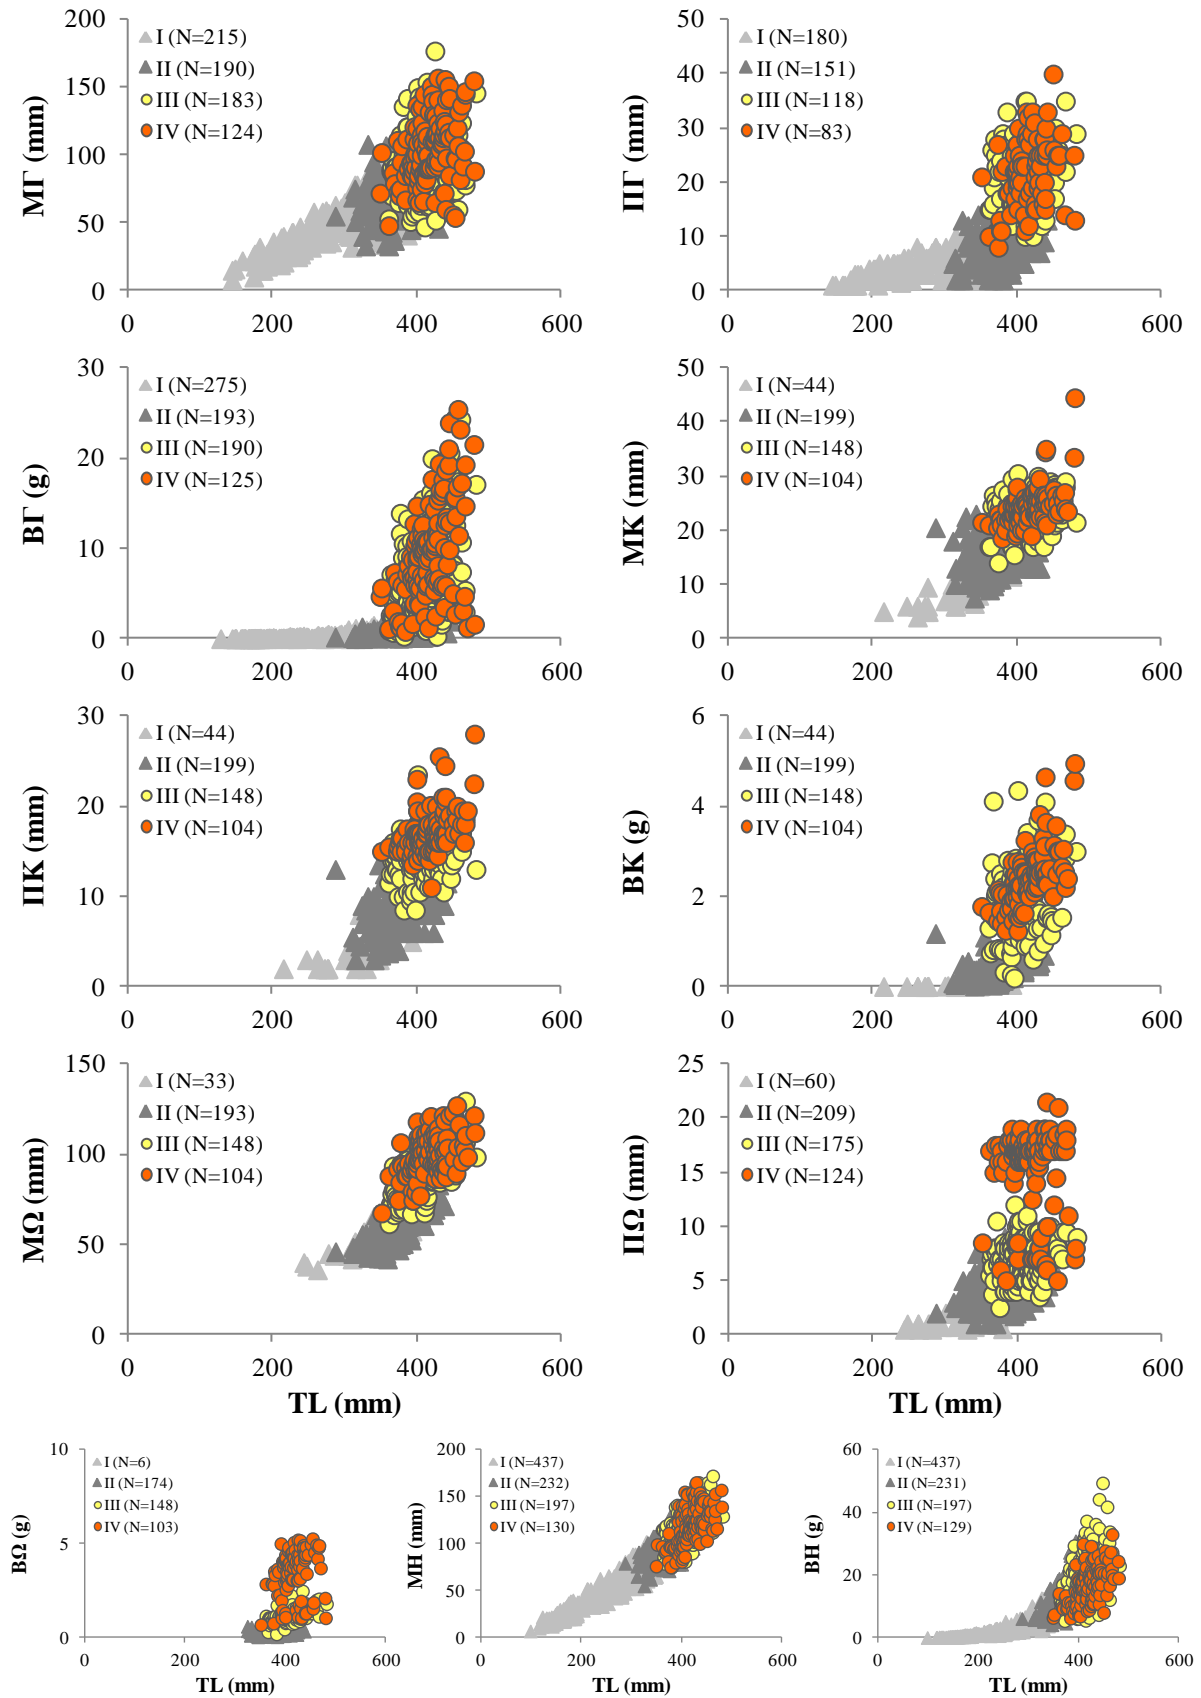 200
150
100
50
0
0 200 400 600
ΜΓ (mm)
I (N=215)
II (N=190)
III (N=183)
IV (N=124)
50
40
30
20
10
0
0 200 400 600
ΠΓ (mm)
I (N=180)
II (N=151)
III (N=118)
IV (N=83)
30
20
10
0
0 200 400 600
ΒΓ (g)
I (N=275)
II (N=193)
III (N=190)
IV (N=125)
50
40
30
20
10
0
0 200 400 600
ΜΚ (mm)
I (N=44)
II (N=199)
III (N=148)
IV (N=104)
30
20
10
0
0 200 400 600
ΠΚ (mm)
I (N=44)
II (N=199)
III (N=148)
IV (N=104)
6
4
2
0
0 200 400 600
ΒΚ (g)
I (N=44)
II (N=199)
III (N=148)
IV (N=104)
150
100
50
0
0 200 400 600
ΜΩ (mm)
TL (mm)
I (N=33)
II (N=193)
III (N=148)
IV (N=104)
25
20
15
10
5
0
0 200 400 600
ΠΩ (mm)
TL (mm)
I (N=60)
II (N=209)
III (N=175)
IV (N=124)
10
5
0
0 200 400 600
ΒΩ (g)
TL (mm)
I (N=6)
II (N=174)
III (N=148)
IV (N=103)
200
150
100
50
0
0 200 400 600
ΜΗ (mm)
TL (mm)
I (N=437)
II (N=232)
III (N=197)
IV (N=130)
60
40
20
0
0 200 400 600
ΒΗ (g)
TL (mm)
I (N=437)
II (N=231)
III (N=197)
IV (N=129)